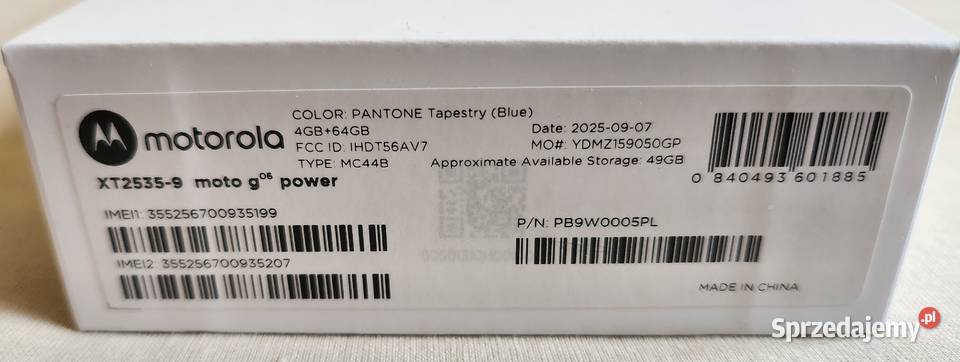 motorola
COLOR: PANTONE Tapestry (Blue)
4GB+64GB
Date: 2025-09-07
FCC ID: IHDT56AV7
MO#: YDMZ159050GP
TYPE: MC44B
Approximate Available Storage: 49GB
0 840493 601885
XT2535-9 moto g⁰⁶ power
IMEI1: 355256700935199
P/N: PB9W0005PL
IMEI2: 355256700935207
MADE IN CHINA
Sprzedajemy.pl